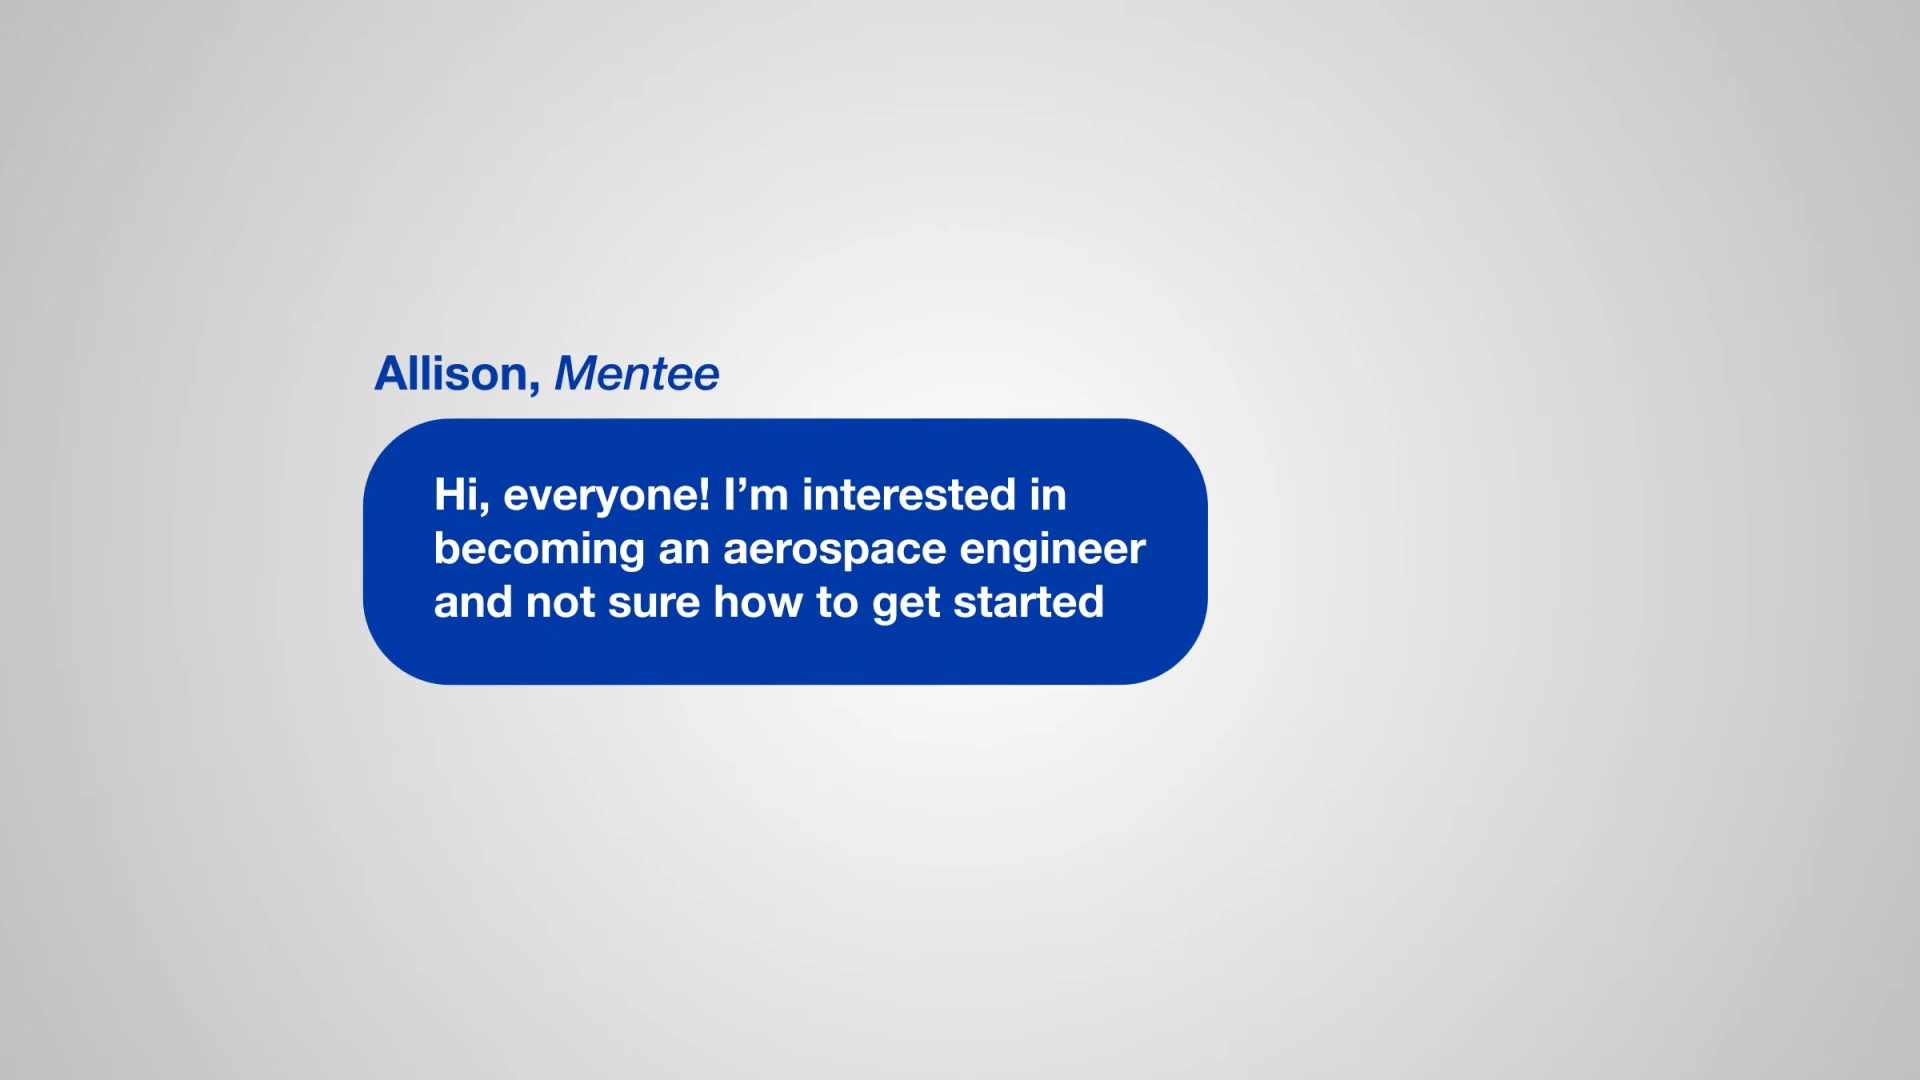 Allison, Mentee
Hi, everyone! I’m interested in
becoming an aerospace engineer
and not sure how to get started